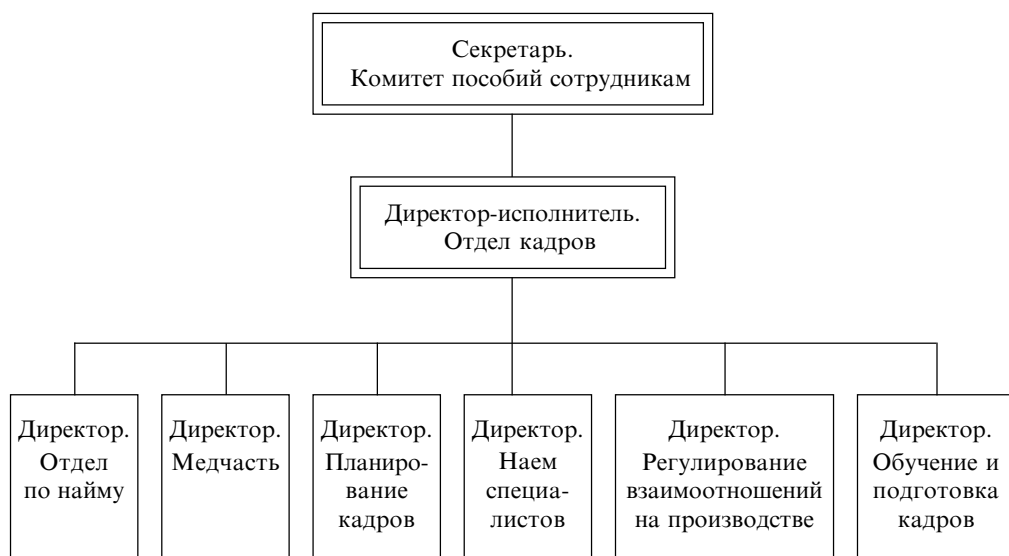 Секретарь.
Комитет пособий сотрудникам
Директор-исполнитель.
Отдел кадров
Директор.
Отдел
по найму
Директор.
Медчасть
Директор.
Планиро-
вание
кадров
Директор.
Наем
специа-
листов
Директор.
Регулирование
взаимоотношений
на производстве
Директор.
Обучение и
подготовка
кадров